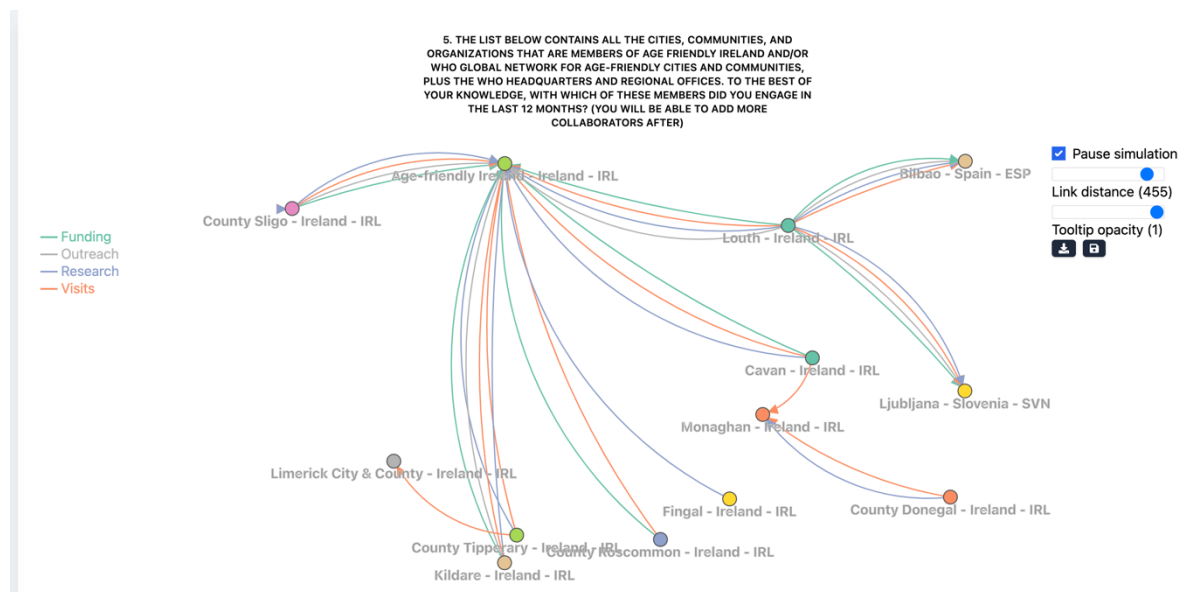 5. THE LIST BELOW CONTAINS ALL THE CITIES, COMMUNITIES, AND
ORGANIZATIONS THAT ARE MEMBERS OF AGE FRIENDLY IRELAND AND/OR
WHO GLOBAL NETWORK FOR AGE-FRIENDLY CITIES AND COMMUNITIES,
PLUS THE WHO HEADQUARTERS AND REGIONAL OFFICES. TO THE BEST OF
YOUR KNOWLEDGE, WITH WHICH OF THESE MEMBERS DID YOU ENGAGE IN
THE LAST 12 MONTHS? (YOU WILL BE ABLE TO ADD MORE
COLLABORATORS AFTER)
Pause simulation
Link distance (455)
Tooltip opacity (1)
Age-friendly Ireland - Ireland - IRL
Bilbao - Spain - ESP
County Sligo - Ireland - IRL
Louth - Ireland - IRL
Funding
Outreach
Research
Visits
Cavan - Ireland - IRL
Ljubljana - Slovenia - SVN
Monaghan - Ireland - IRL
Limerick City & County - Ireland - IRL
Fingal - Ireland - IRL
County Donegal - Ireland - IRL
County Tipperary - Ireland - IRL
County Roscommon - Ireland - IRL
Kildare - Ireland - IRL